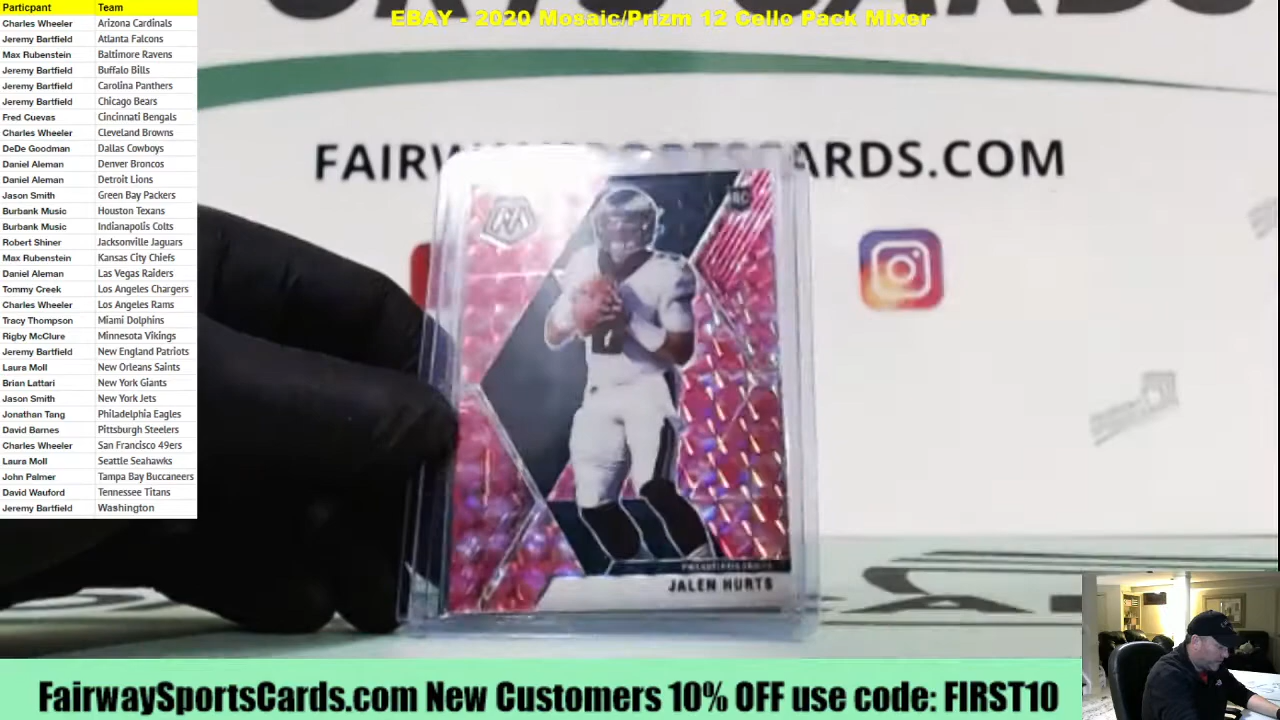 EBAY - 2020 Mosaic/Prizm 12 Cello Pack Mixer
Particpant Team
Charles Wheeler Arizona Cardinals
Jeremy Bartfield Atlanta Falcons
Max Rubenstein Baltimore Ravens
Jeremy Bartfield Buffalo Bills
Jeremy Bartfield Carolina Panthers
Jeremy Bartfield Chicago Bears
Fred Cuevas Cincinnati Bengals
Charles Wheeler Cleveland Browns
DeDe Goodman Dallas Cowboys
Daniel Aleman Denver Broncos
Daniel Aleman Detroit Lions
Jason Smith Green Bay Packers
Burbank Music Houston Texans
Burbank Music Indianapolis Colts
Robert Shiner Jacksonville Jaguars
Max Rubenstein Kansas City Chiefs
Daniel Aleman Las Vegas Raiders
Tommy Creek Los Angeles Chargers
Charles Wheeler Los Angeles Rams
Tracy Thompson Miami Dolphins
Rigby McClure Minnesota Vikings
Jeremy Bartfield New England Patriots
Laura Moll New Orleans Saints
Brian Lattari New York Giants
Jason Smith New York Jets
Jonathan Tang Philadelphia Eagles
David Barnes Pittsburgh Steelers
Charles Wheeler San Francisco 49ers
Laura Moll Seattle Seahawks
John Palmer Tampa Bay Buccaneers
David Wauford Tennessee Titans
Jeremy Bartfield Washington
RC
PHILADELPHIA EAGLES
JALEN HURTS
FairwaySportsCards.com New Customers 10% OFF use code: FIRST10